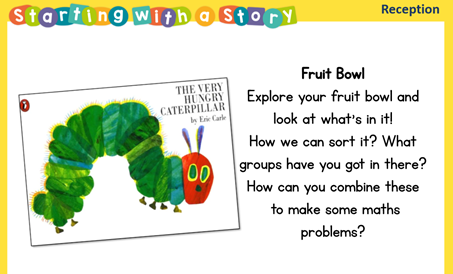 Starting with a Story
Reception
THE VERY
HUNGRY
CATERPILLAR
by Eric Carle
Fruit Bowl
Explore your fruit bowl and
look at what's in it!
How we can sort it? What
groups have you got in there?
How can you combine these
to make some maths
problems?